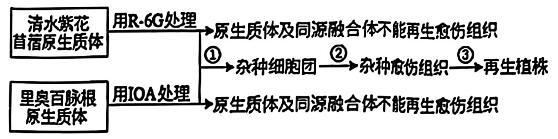 清水紫花
苜蓿原生质体
用R-6G处理
原生质体及同源融合体不能再生愈伤组织
①
杂种细胞团
②
杂种愈伤组织
③
再生植株
里奥百脉根
原生质体
用IOA处理
原生质体及同源融合体不能再生愈伤组织